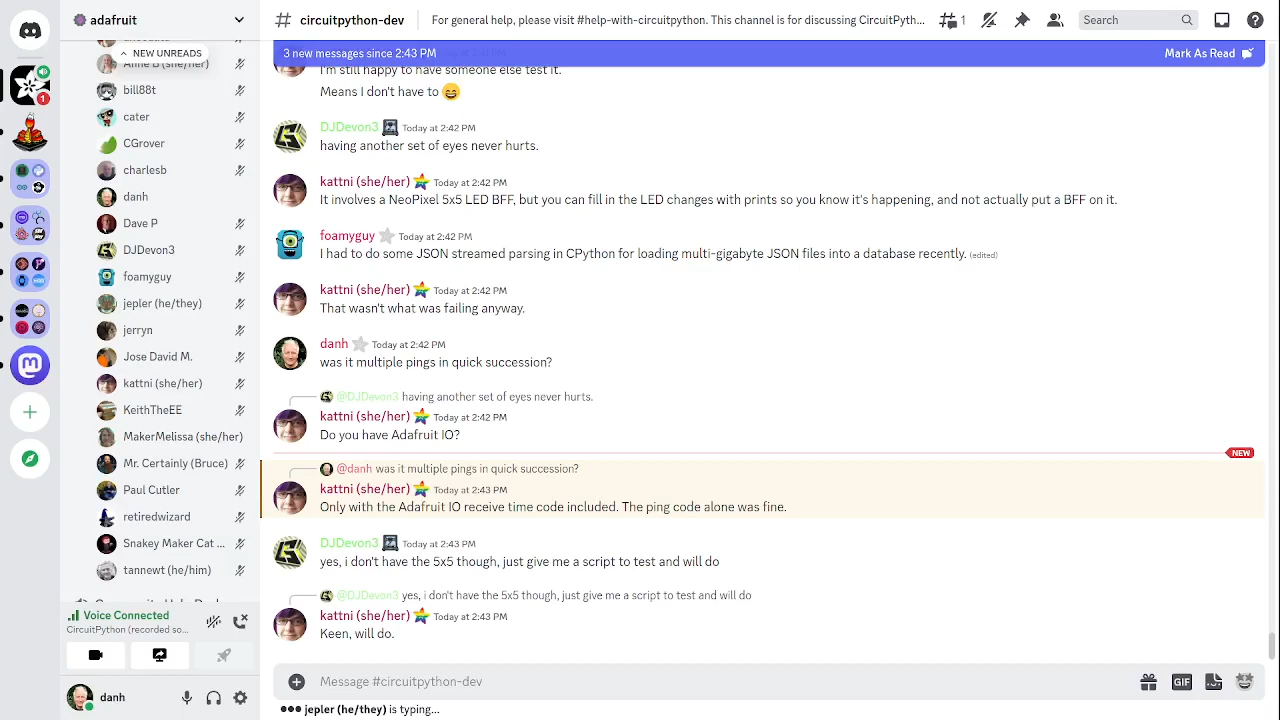 adafruit
circuitpython-dev
For general help, please visit #help-with-circuitpython. This channel is for discussing CircuitPyth...
1
Search
NEW UNREADS
Anne B (she/her)
bill88t
cater
CGrover
charlesb
danh
Dave P
DJDevon3
foamyguy
jepler (he/they)
jerryn
Jose David M.
kattni (she/her)
KeithTheEE
MakerMelissa (she/her)
Mr. Certainly (Bruce)
Paul Cutler
retiredwizard
Snakey Maker Cat ...
tannewt (he/him)
1
Voice Connected
CircuitPython (recorded so...
danh
3 new messages since 2:43 PM
Mark As Read
I'm still happy to have someone else test it.
Means I don't have to 😄
DJDevon3 Today at 2:42 PM
having another set of eyes never hurts.
kattni (she/her) Today at 2:42 PM
It involves a NeoPixel 5x5 LED BFF, but you can fill in the LED changes with prints so you know it's happening, and not actually put a BFF on it.
foamyguy Today at 2:42 PM
I had to do some JSON streamed parsing in CPython for loading multi-gigabyte JSON files into a database recently. (edited)
kattni (she/her) Today at 2:42 PM
That wasn't what was failing anyway.
danh Today at 2:42 PM
was it multiple pings in quick succession?
@DJDevon3 having another set of eyes never hurts.
kattni (she/her) Today at 2:42 PM
Do you have Adafruit IO?
NEW
@danh was it multiple pings in quick succession?
kattni (she/her) Today at 2:43 PM
Only with the Adafruit IO receive time code included. The ping code alone was fine.
DJDevon3 Today at 2:43 PM
yes, i don't have the 5x5 though, just give me a script to test and will do
@DJDevon3 yes, i don't have the 5x5 though, just give me a script to test and will do
kattni (she/her) Today at 2:43 PM
Keen, will do.
Message #circuitpython-dev
GIF
jepler (he/they) is typing...